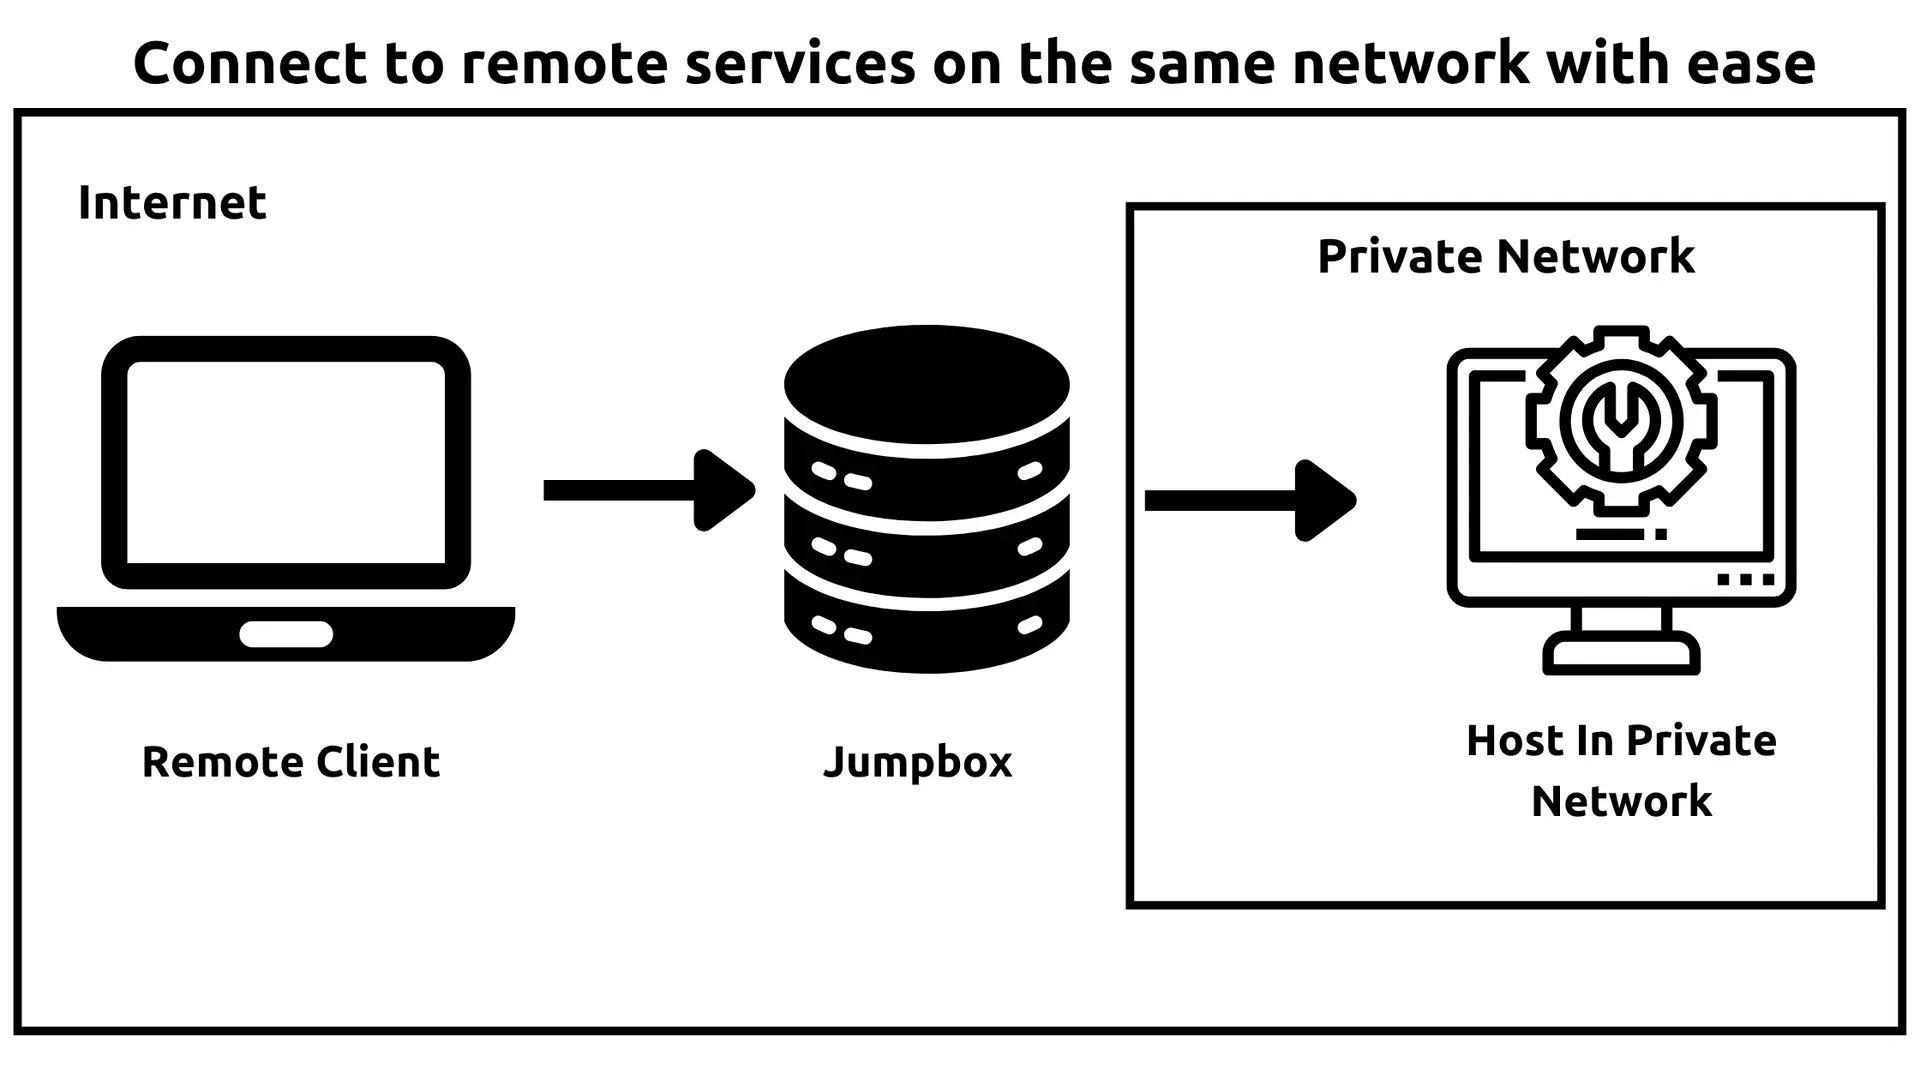 Connect to remote services on the same network with ease
Internet
Private Network
Remote Client
Jumpbox
Host In Private
Network